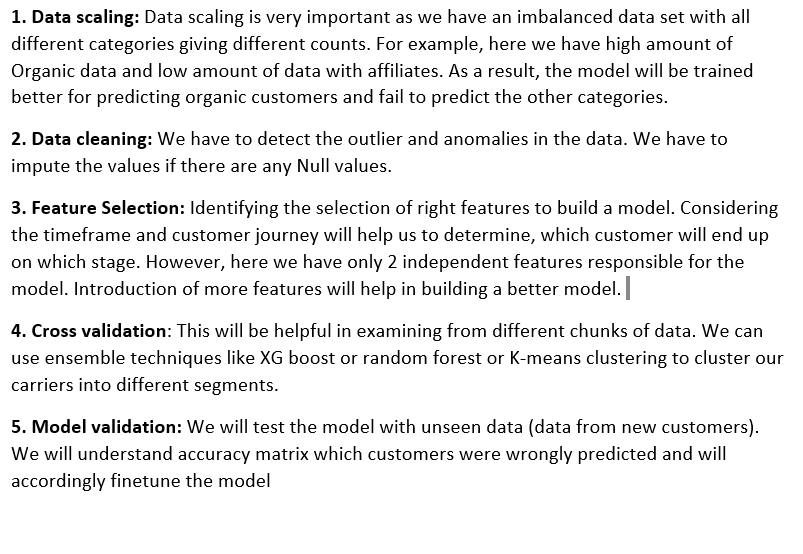 1. Data scaling: Data scaling is very important as we have an imbalanced data set with all
different categories giving different counts. For example, here we have high amount of
Organic data and low amount of data with affiliates. As a result, the model will be trained
better for predicting organic customers and fail to predict the other categories.
2. Data cleaning: We have to detect the outlier and anomalies in the data. We have to
impute the values if there are any Null values.
3. Feature Selection: Identifying the selection of right features to build a model. Considering
the timeframe and customer journey will help us to determine, which customer will end up
on which stage. However, here we have only 2 independent features responsible for the
model. Introduction of more features will help in building a better model.
4. Cross validation: This will be helpful in examining from different chunks of data. We can
use ensemble techniques like XG boost or random forest or K-means clustering to cluster our
carriers into different segments.
5. Model validation: We will test the model with unseen data (data from new customers).
We will understand accuracy matrix which customers were wrongly predicted and will
accordingly finetune the model